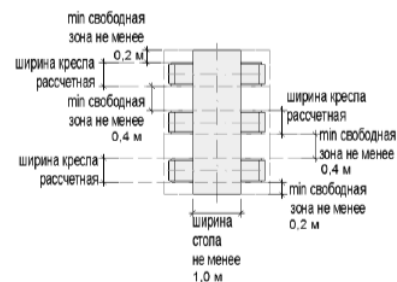 min свободная
зона не менее
0,2 м
ширина кресла
рассчетная
min свободная
зона не менее
0,4 м
ширина кресла
рассчетная
ширина кресла
рассчетная
min свободная
зона не менее
0,4 м
min свободная
зона не менее
0,2 м
ширина
стола
не менее
1,0 м